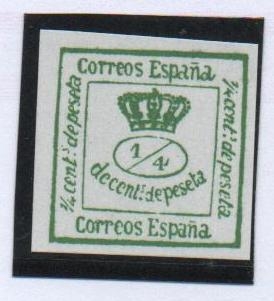 Correos España
¼ cent.ˢ de peseta
¼ cent.ˢ de peseta
1/4
de cent.ˢ de peseta
Correos España